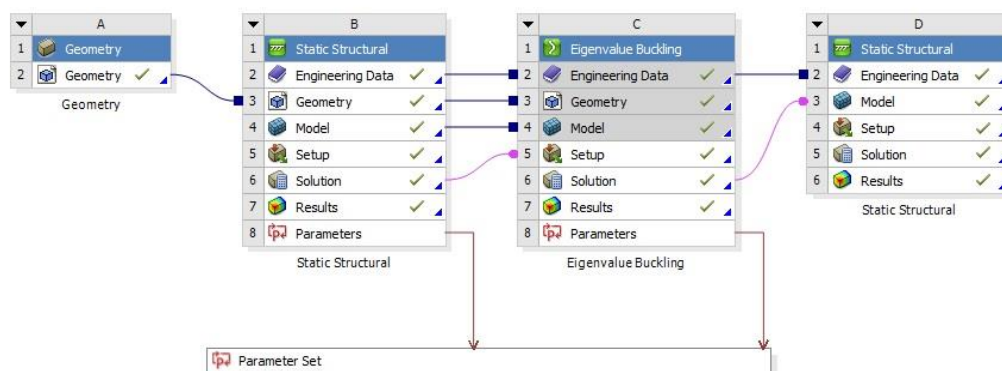 A
1 Geometry
2 Geometry
Geometry
B
1 Static Structural
2 Engineering Data
3 Geometry
4 Model
5 Setup
6 Solution
7 Results
8 Parameters
Static Structural
C
1 Eigenvalue Buckling
2 Engineering Data
3 Geometry
4 Model
5 Setup
6 Solution
7 Results
8 Parameters
Eigenvalue Buckling
D
1 Static Structural
2 Engineering Data
3 Model
4 Setup
5 Solution
6 Results
Static Structural
Parameter Set